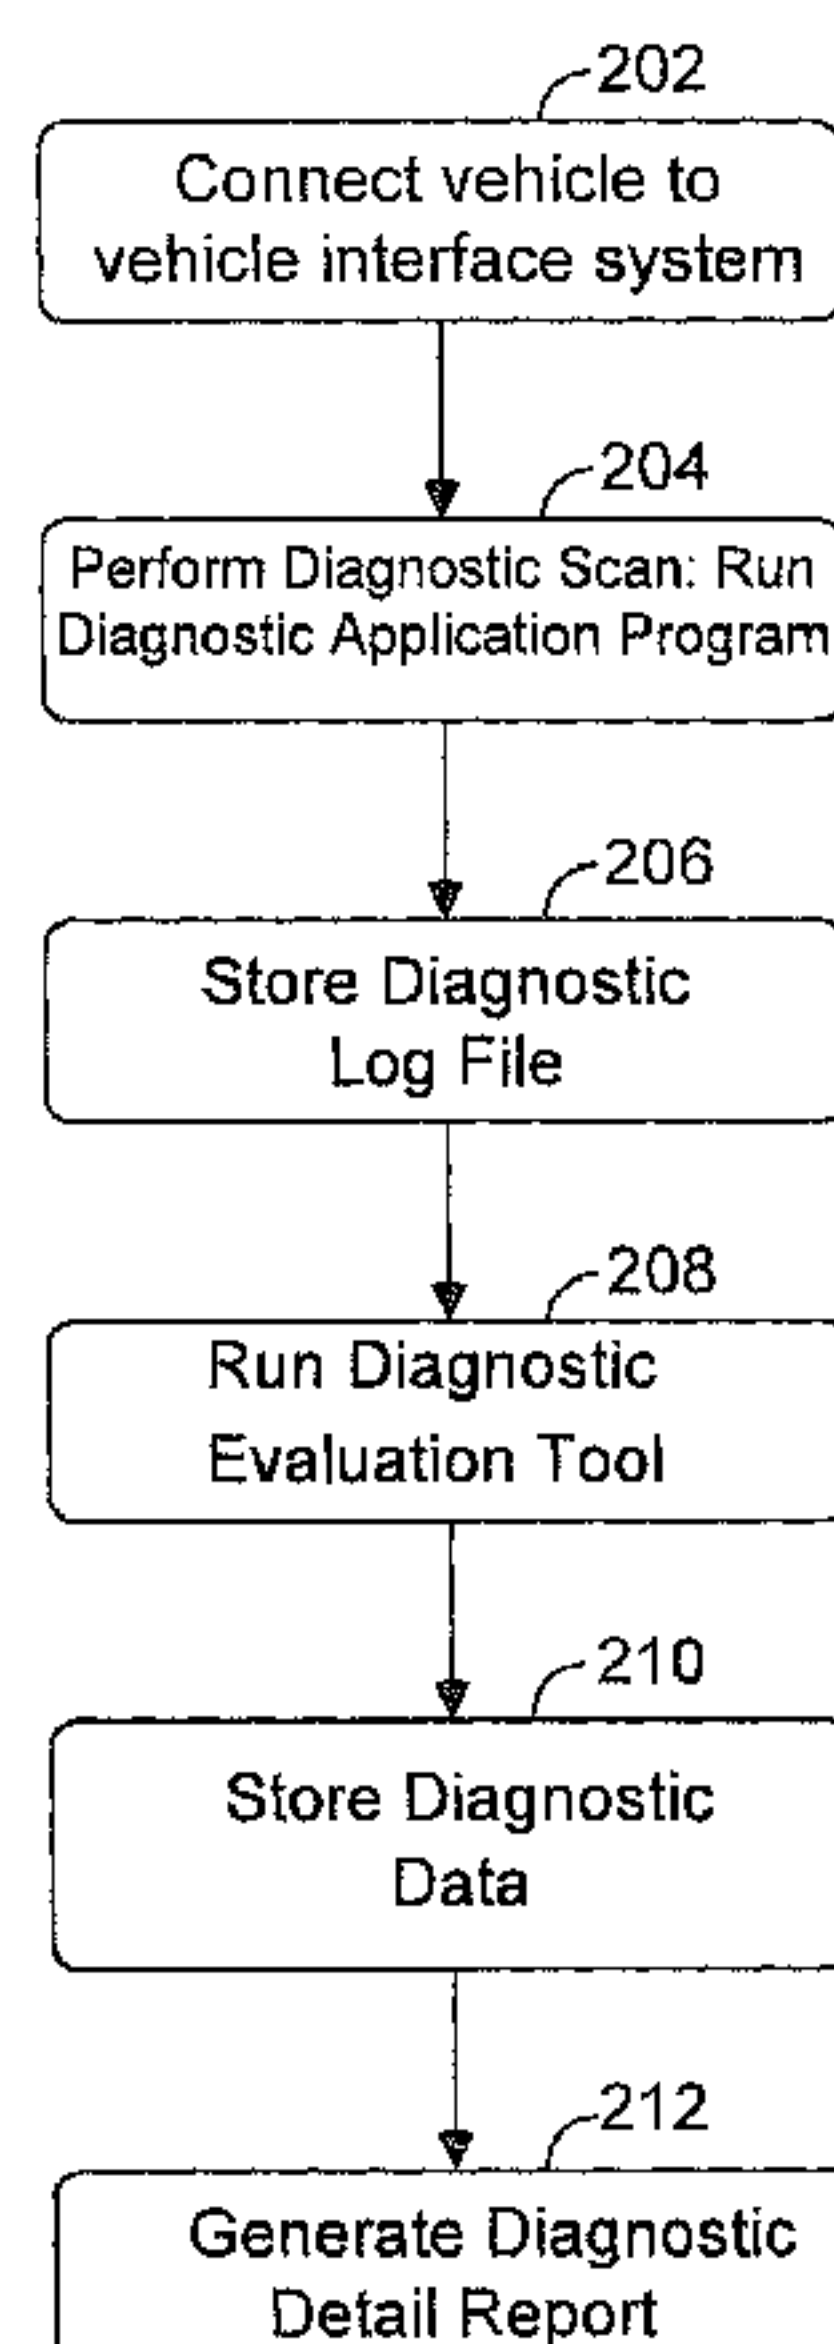 202
Connect vehicle to
vehicle interface system
204
Perform Diagnostic Scan: Run
Diagnostic Application Program
206
Store Diagnostic
Log File
208
Run Diagnostic
Evaluation Tool
210
Store Diagnostic
Data
212
Generate Diagnostic
Detail Report